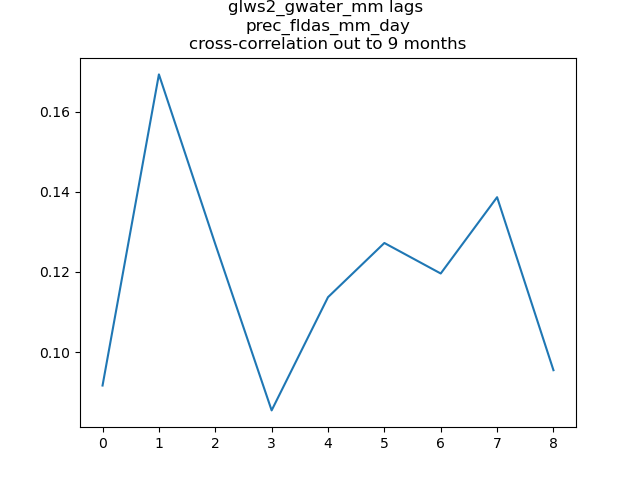 glws2_gwater_mm lags
prec_fldas_mm_day
cross-correlation out to 9 months
0.16
0.14
0.12
0.10
0 1 2 3 4 5 6 7 8